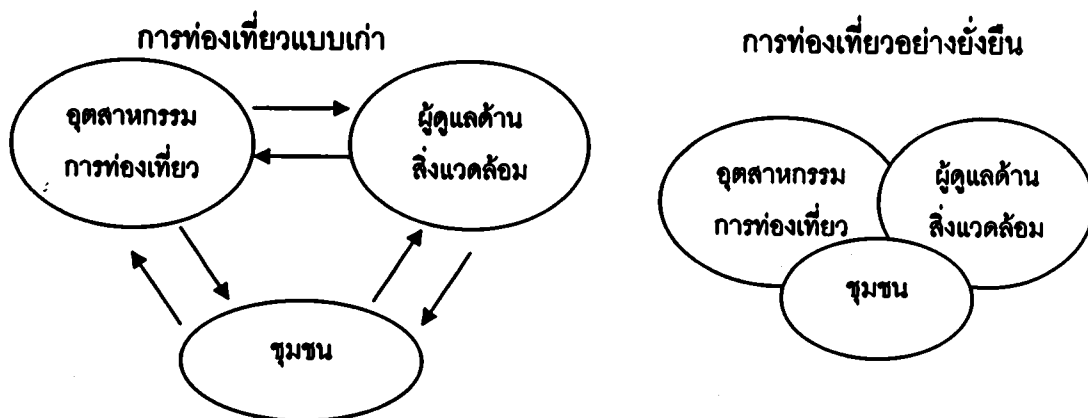 การท่องเที่ยวแบบเก่า
อุตสาหกรรม
การท่องเที่ยว
ผู้ดูแลด้าน
สิ่งแวดล้อม
ชุมชน
การท่องเที่ยวอย่างยั่งยืน
อุตสาหกรรม
การท่องเที่ยว
ผู้ดูแลด้าน
สิ่งแวดล้อม
ชุมชน